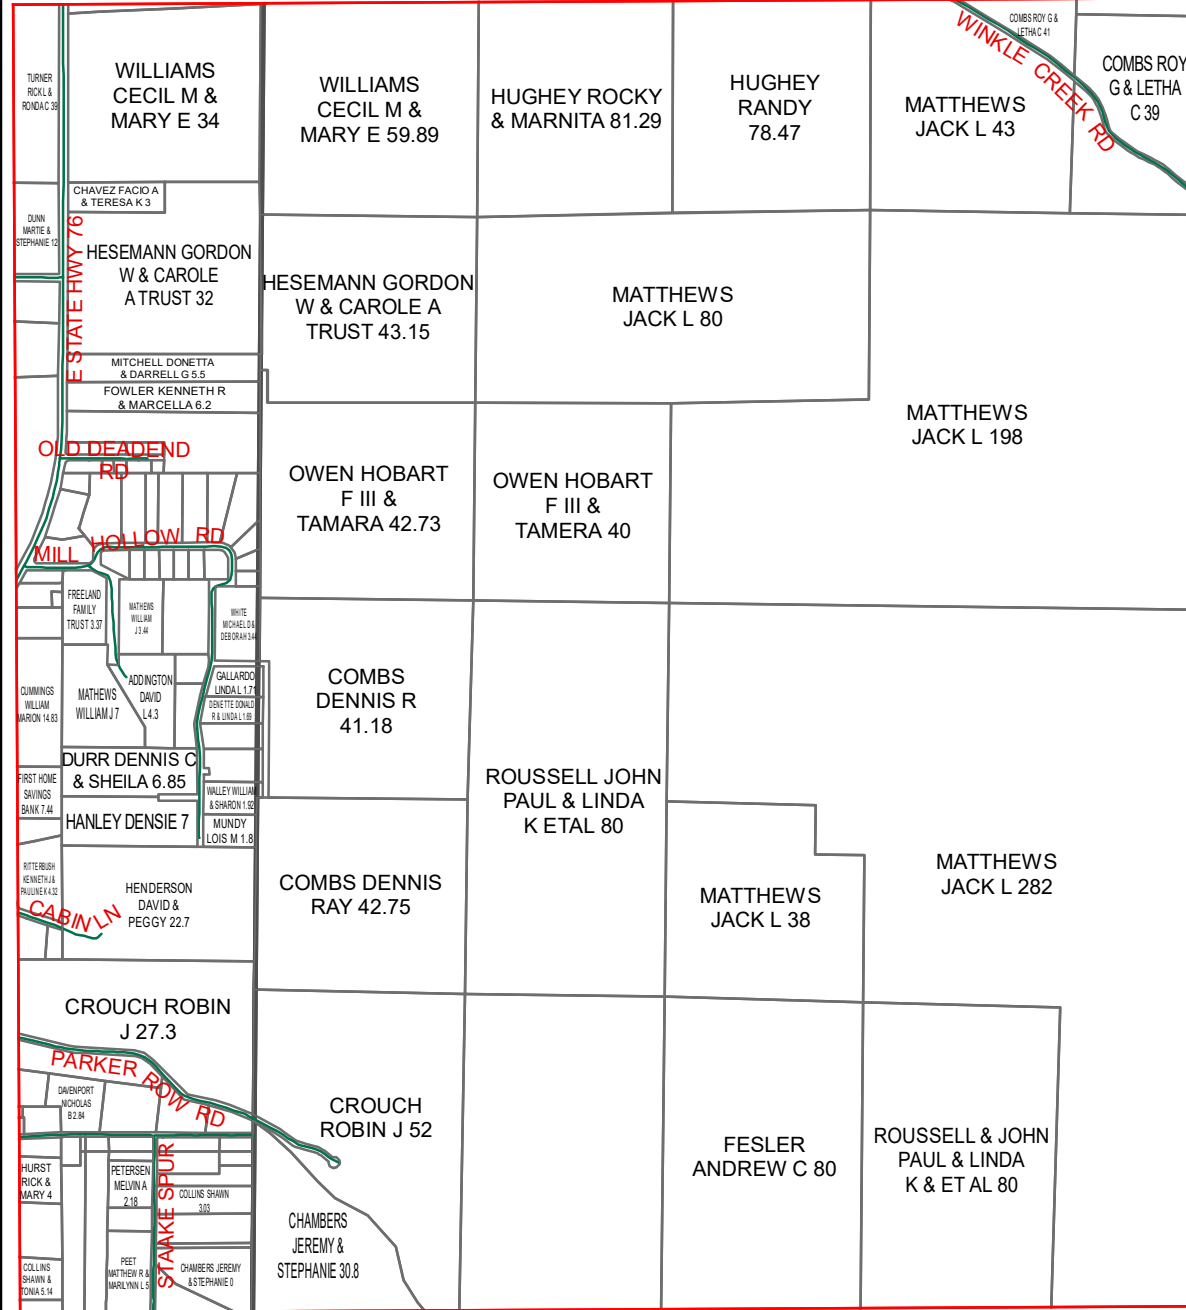 TURNER
RICK L &
RONDA C 39
WILLIAMS
CECIL M &
MARY E 34
WILLIAMS
CECIL M &
MARY E 59.89
HUGHEY ROCKY
& MARNITA 81.29
HUGHEY
RANDY
78.47
MATTHEWS
JACK L 43
COMBS ROY G &
LETHA C 41
WINKLE CREEK RD
COMBS ROY
G & LETHA
C 39
CHAVEZ FACIO A
& TERESA K 3
DUNN
MARTIE &
STEPHANIE 12
E STATE HWY 76
HESEMANN GORDON
W & CAROLE
A TRUST 32
HESEMANN GORDON
W & CAROLE A
TRUST 43.15
MATTHEWS
JACK L 80
MITCHELL DONETTA
& DARRELL G 5.5
FOWLER KENNETH R
& MARCELLA 6.2
MATTHEWS
JACK L 198
OLD DEADEND
RD
OWEN HOBART
F III &
TAMARA 42.73
OWEN HOBART
F III &
TAMERA 40
MILL HOLLOW RD
FREELAND
FAMILY
TRUST 3.37
MATHEWS
WILLIAM
J 3.44
WHITE
MICHAEL D &
DEBORAH 3.44
CUMMINGS
WILLIAM
MARION 14.83
MATHEWS
WILLIAM J 7
ADDINGTON
DAVID
L 4.3
GALLARDO
LINDA L 1.71
DENETTE DONALD
R & LINDA L 1.69
COMBS
DENNIS R
41.18
DURR DENNIS C
& SHEILA 6.85
FIRST HOME
SAVINGS
BANK 7.44
WALLEY WILLIAM
& SHARON 1.92
HANLEY DENSIE 7
MUNDY
LOIS M 1.8
ROUSSELL JOHN
PAUL & LINDA
K ETAL 80
RITTERBUSH
KENNETH J &
PAULINE K 4.32
HENDERSON
DAVID &
PEGGY 22.7
CABIN LN
COMBS DENNIS
RAY 42.75
MATTHEWS
JACK L 38
MATTHEWS
JACK L 282
CROUCH ROBIN
J 27.3
PARKER ROW RD
DAVENPORT
NICHOLAS
B 2.84
CROUCH
ROBIN J 52
FESLER
ANDREW C 80
ROUSSELL & JOHN
PAUL & LINDA
K & ET AL 80
HURST
RICK &
MARY 4
PETERSEN
MELVIN A
2.18
STAAKE SPUR
COLLINS SHAWN
3.03
CHAMBERS
JEREMY &
STEPHANIE 30.8
COLLINS
SHAWN &
TONIA 5.14
PEET
MATTHEW R &
MARILYNN L 5
CHAMBERS JEREMY
& STEPHANIE 0